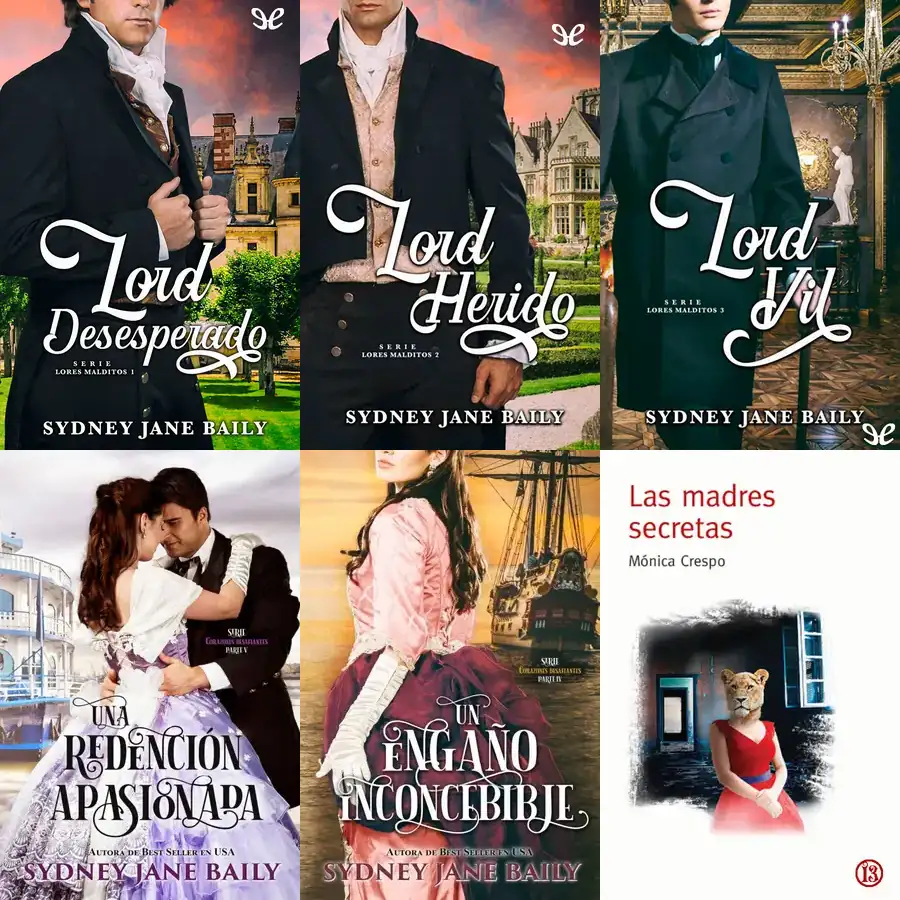 Lord
Desesperado
SERIE
LORES MALDITOS 1
SYDNEY JANE BAILY
Lord
Herido
SERIE
LORES MALDITOS 2
SYDNEY JANE BAILY
Lord
Vil
SERIE
LORES MALDITOS 3
SYDNEY JANE BAILY
SERIE
CORAZONES DESAFIANTES
PARTE V
UNA
REDENCIÓN
APASIONADA
AUTORA DE BEST SELLER EN USA
SYDNEY JANE BAILY
SERIE
CORAZONES DESAFIANTES
PARTE IV
UN
ENGAÑO
INCONCEBIBLE
AUTORA DE BEST SELLER EN USA
SYDNEY JANE BAILY
Las madres
secretas
Mónica Crespo
13